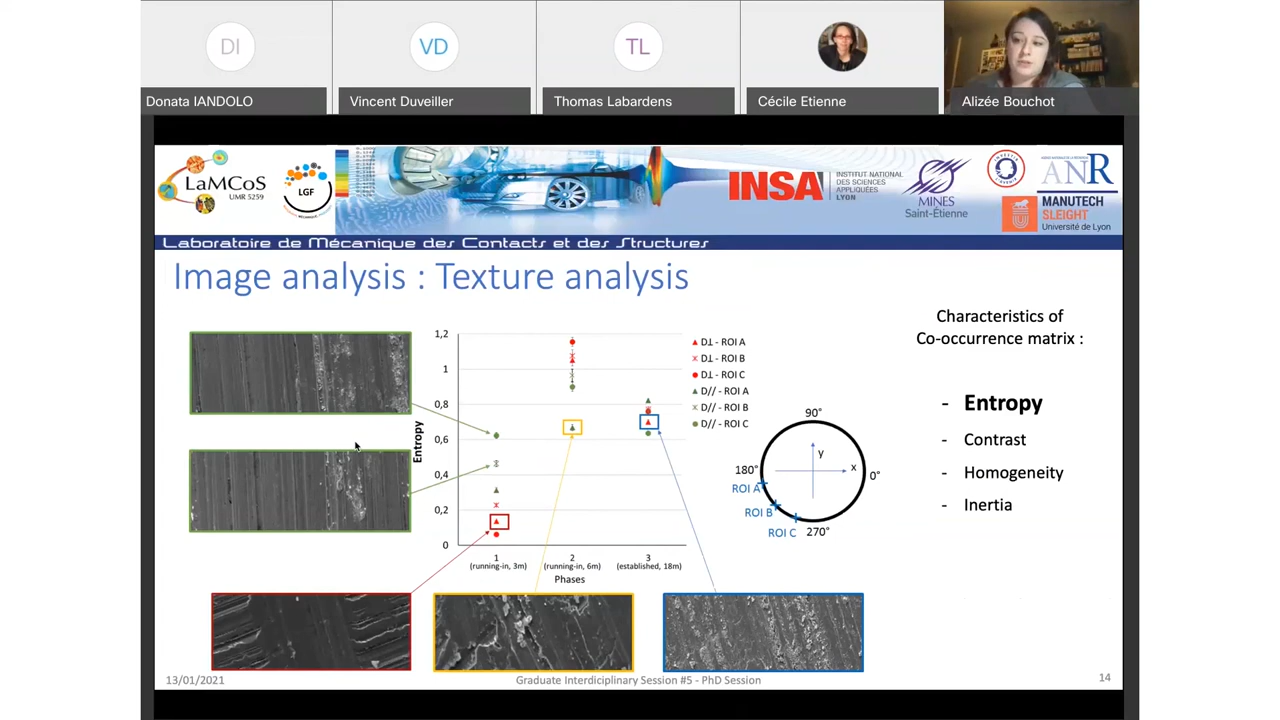 DI
VD
TL
Donata IANDOLO
Vincent Duveiller
Thomas Labardens
Cécile Etienne
Alizée Bouchot
LaMCoS
UMR 5259
LGF
INSA
INSTITUT NATIONAL
DES SCIENCES
APPLIQUÉES
LYON
MINES
Saint-Étienne
ANR
MANUTECH
SLEIGHT
Université de Lyon
Laboratoire de Mécanique des Contacts et des Structures
Image analysis : Texture analysis
Characteristics of
Co-occurrence matrix :
- Entropy
- Contrast
- Homogeneity
- Inertia
1,2
1
0,8
0,6
0,4
0,2
0
Entropy
1
(running-in, 3m)
2
(running-in, 6m)
3
(established, 18m)
Phases
D⊥ - ROI A
D⊥ - ROI B
D⊥ - ROI C
D// - ROI A
D// - ROI B
D// - ROI C
90°
y
x
180°
0°
ROI A
ROI B
ROI C
270°
13/01/2021
Graduate Interdisciplinary Session #5 - PhD Session
14